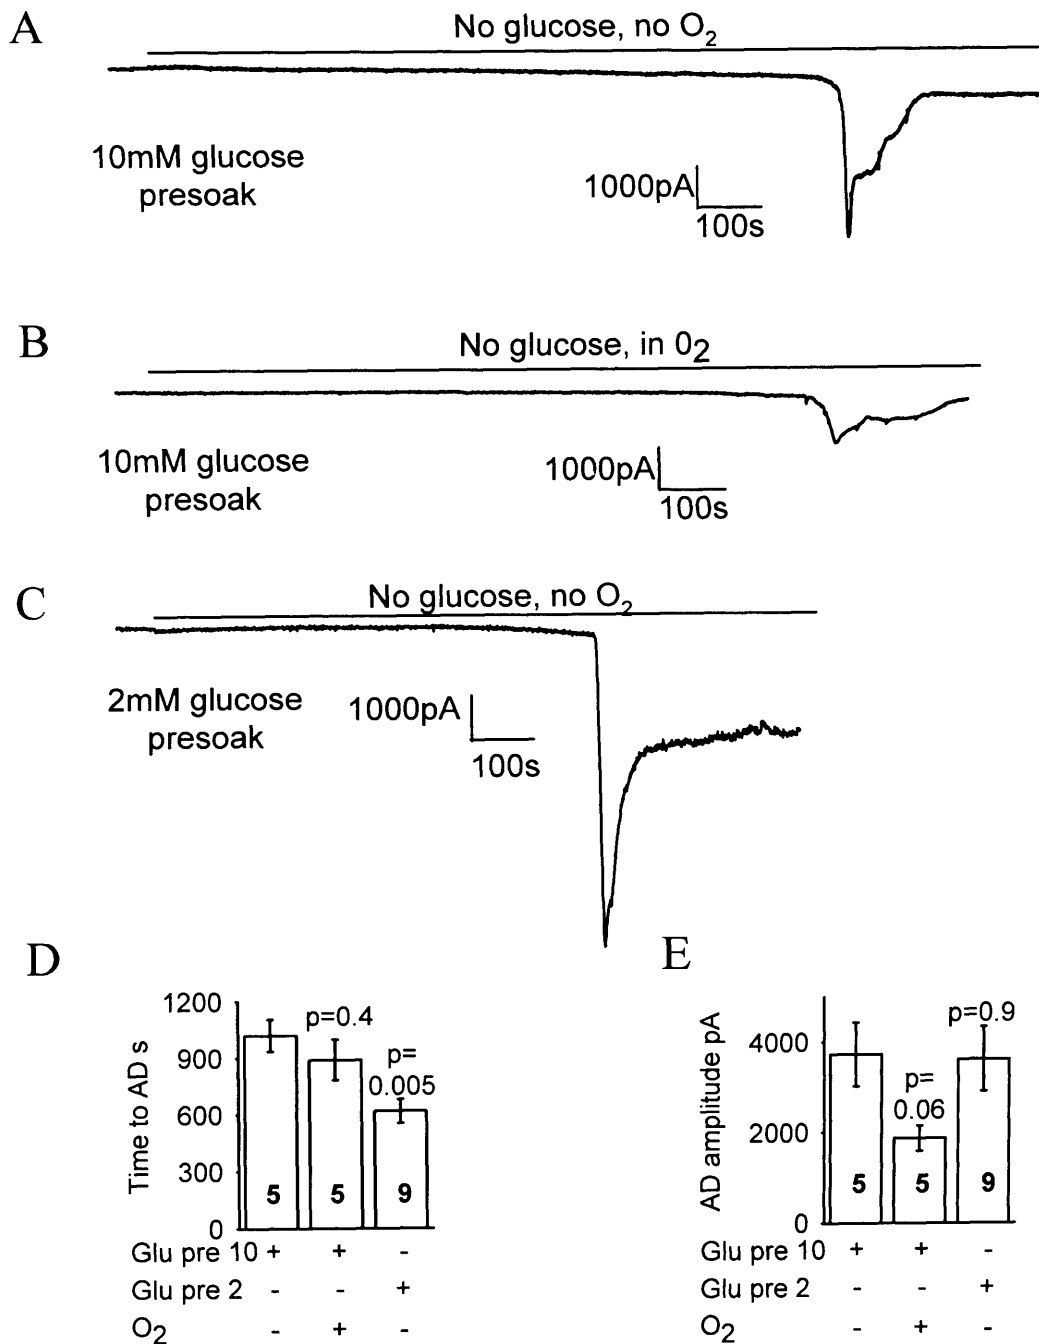 A
No glucose, no O₂
10mM glucose
presoak
1000pA
100s
B
No glucose, in 0₂
10mM glucose
presoak
1000pA
100s
C
No glucose, no O₂
2mM glucose
presoak
1000pA
100s
D
Time to AD s
1200
900
600
300
0
p=0.4
p=
0.005
5
5
9
Glu pre 10 + + -
Glu pre 2 - - +
O₂ - + -
E
AD amplitude pA
4000
2000
0
p=0.9
p=
0.06
5
5
9
Glu pre 10 + + -
Glu pre 2 - - +
O₂ - + -